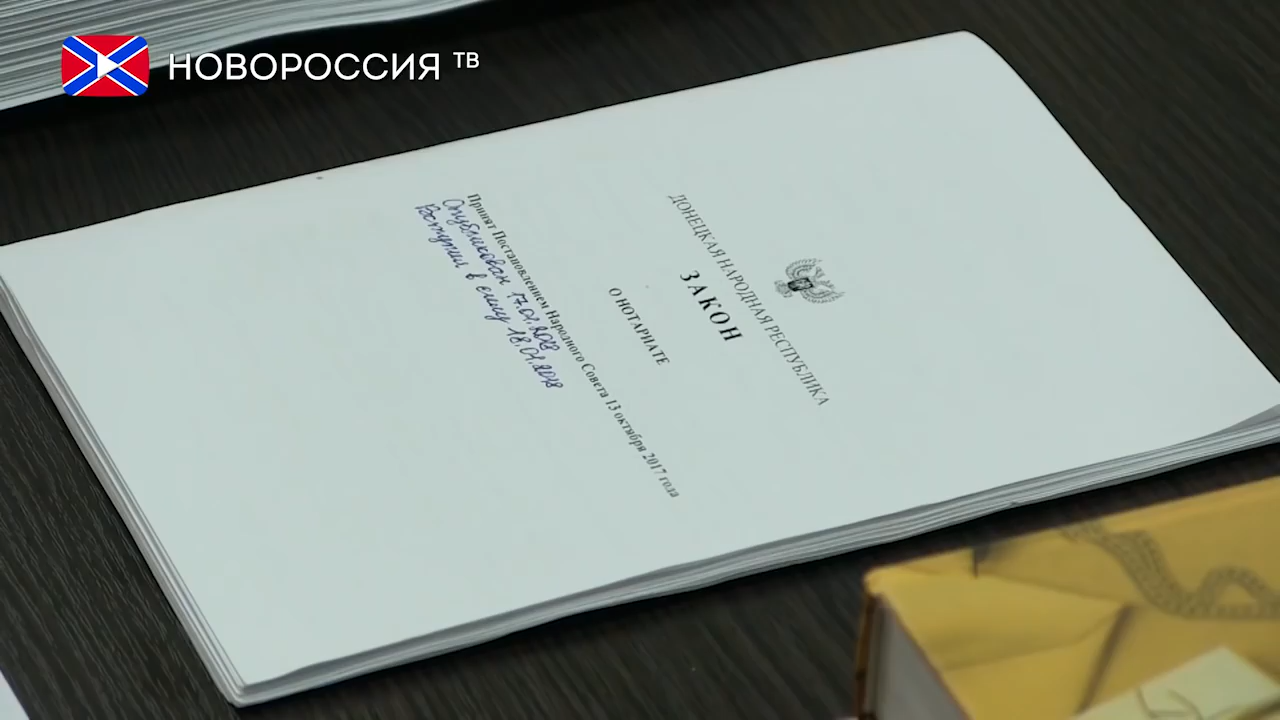 НОВОРОССИЯ ТВ
ДОНЕЦКАЯ НАРОДНАЯ РЕСПУБЛИКА
ЗАКОН
О НОТАРИАТЕ
Принят Постановлением Народного Совета 13 октября 2017 года
Опубликован 17.01.2018
Вступил в силу 18.01.2018